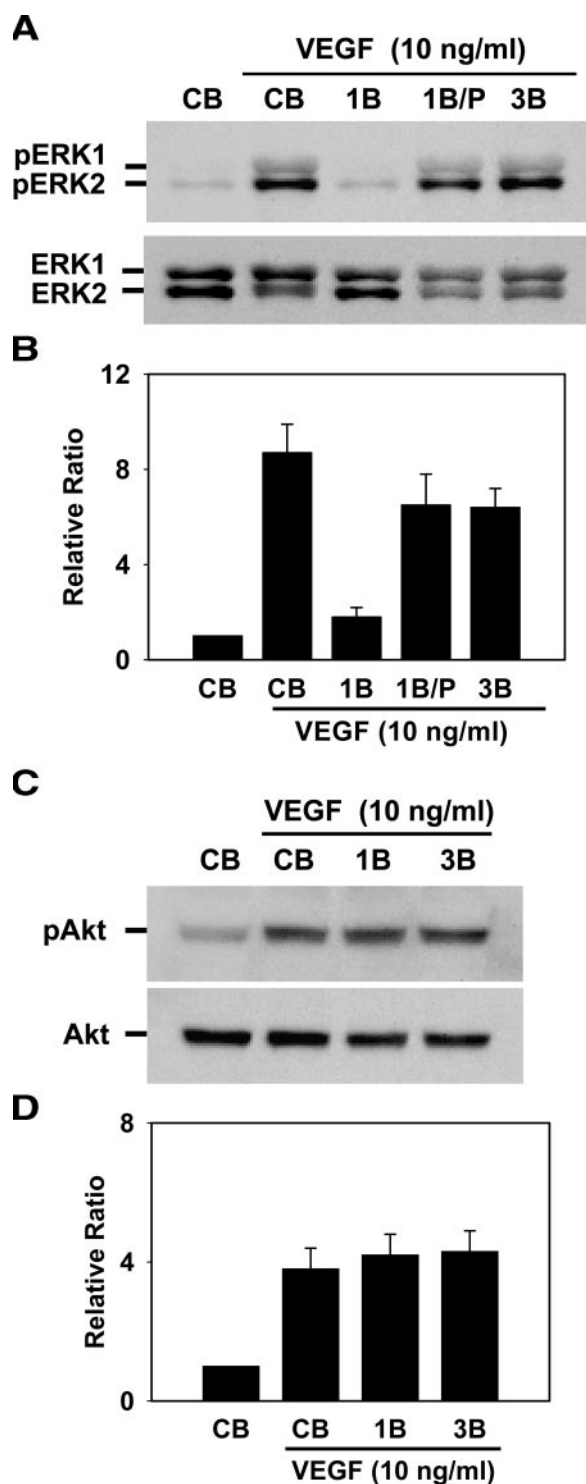 A
VEGF (10 ng/ml)
CB CB 1B 1B/P 3B
pERK1
pERK2
ERK1
ERK2
B
12
8
4
0
Relative Ratio
CB CB 1B 1B/P 3B
VEGF (10 ng/ml)
C
VEGF (10 ng/ml)
CB CB 1B 3B
pAkt
Akt
D
8
4
0
Relative Ratio
CB CB 1B 3B
VEGF (10 ng/ml)